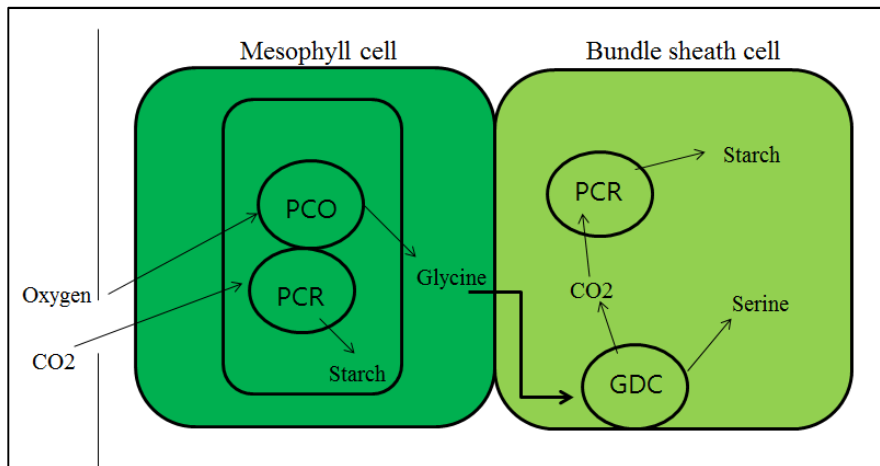 Mesophyll cell
Bundle sheath cell
PCO
PCR
Starch
Glycine
Oxygen
CO2
PCR
Starch
CO2
Serine
GDC